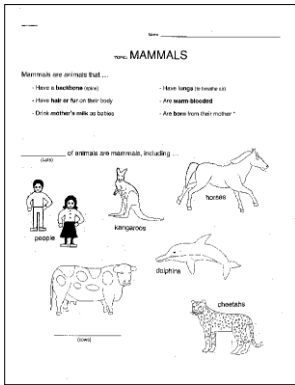 Name
TOPIC: MAMMALS
Mammals are animals that ...
- Have a backbone (spine) - Have lungs (to breathe air)
- Have hair or fur on their body - Are warm-blooded
- Drink mother's milk as babies - Are born from their mother *
of animals are mammals, including ...
horses
kangaroos
people
dolphins
cheetahs
(cows)